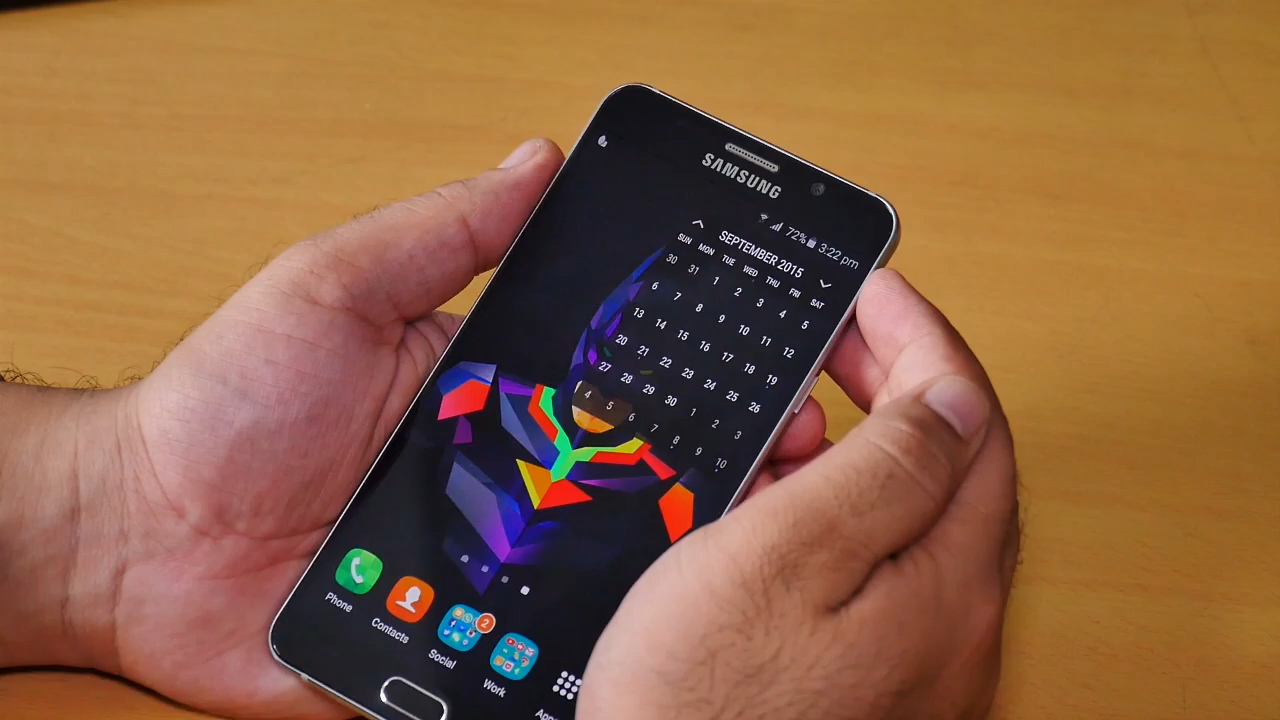 SAMSUNG
72% 3:22 pm
SEPTEMBER 2015
SUN MON TUE WED THU FRI SAT
30 31 1 2 3 4 5
6 7 8 9 10 11 12
13 14 15 16 17 18 19
20 21 22 23 24 25 26
27 28 29 30 1 2 3
4 5 6 7 8 9 10
2
Phone Contacts Social Work